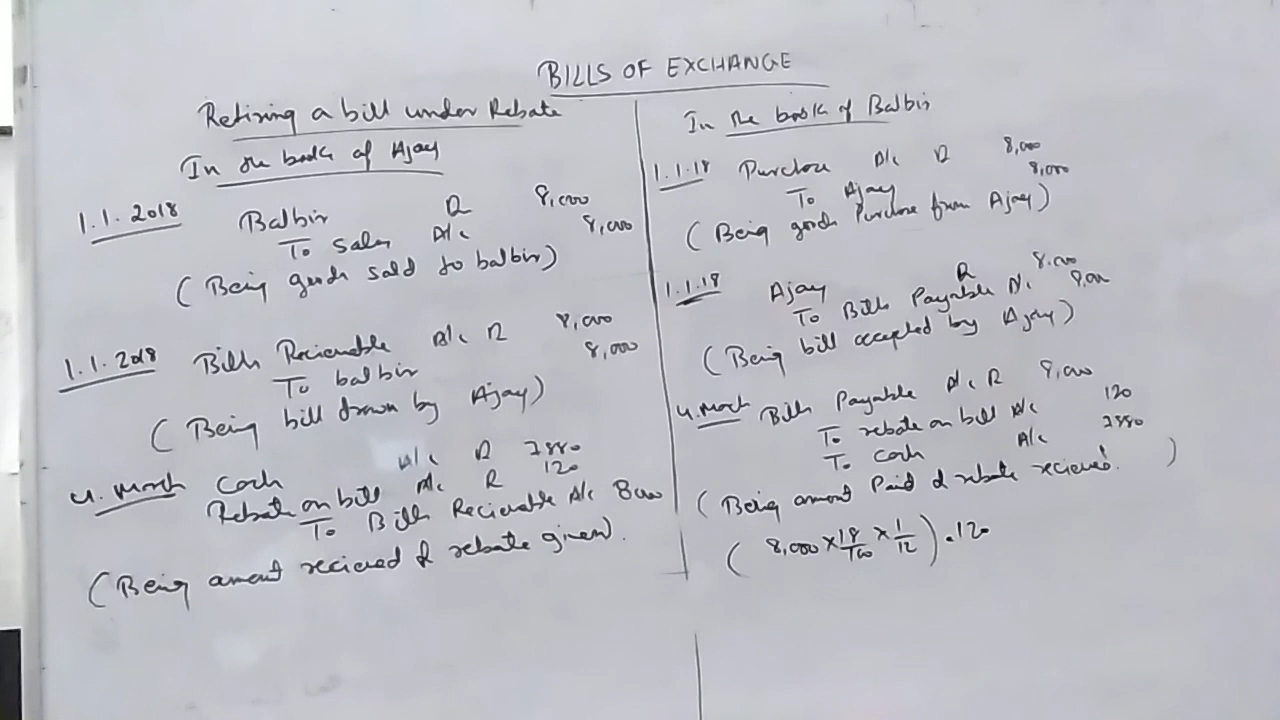 BILLS OF EXCHANGE
Retiring a bill under Rebate
In the books of Ajay
1.1.2018 Balbir Dr 8,000
To Sales A/c 8,000
(Being goods sold to balbir)
1.1.2018 Bills Recievable A/c Dr 8,000
To balbir 8,000
(Being bill drawn by Ajay)
4. March Cash A/c Dr 7880
Rebate on bill A/c Dr 120
To Bills Recievable A/c 8000
(Being amount recieved & rebate given)
In the books of Balbir
1.1.18 Purchase A/c Dr 8,000
To Ajay 8,000
(Being goods Purchase from Ajay)
1.1.18 Ajay Dr 8,000
To Bills Payable A/c 8,000
(Being bill accepted by Ajay)
4. March Bills Payable A/c Dr 8,000
To rebate on bill A/c 120
To cash A/c 7880
(Being amount Paid & rebate recieved.)
(8,000 × 18/100 × 1/12) = 120